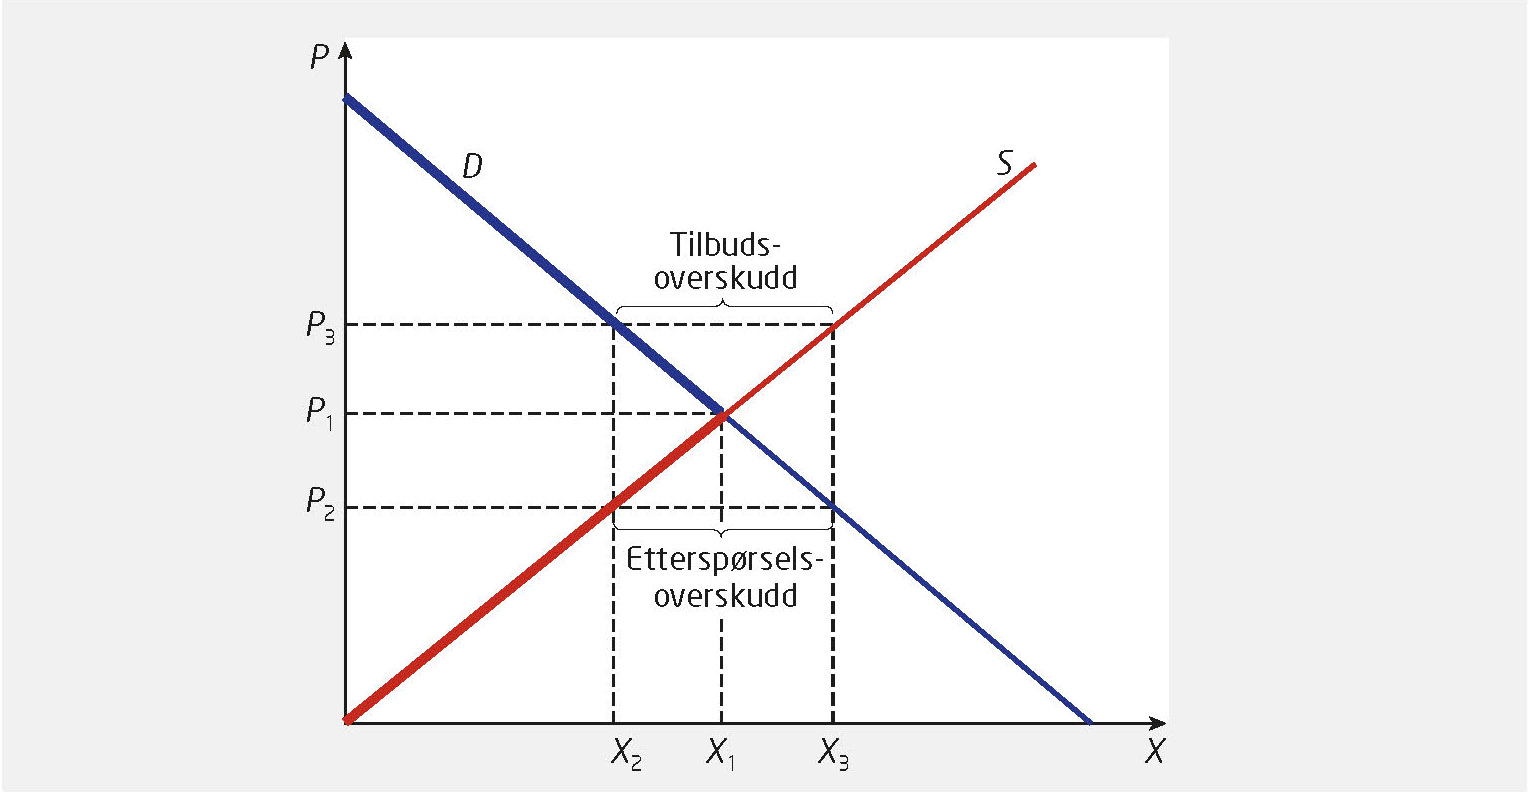 P
D
S
Tilbuds-
overskudd
P3
P1
P2
Etterspørsels-
overskudd
X2 X1 X3 X